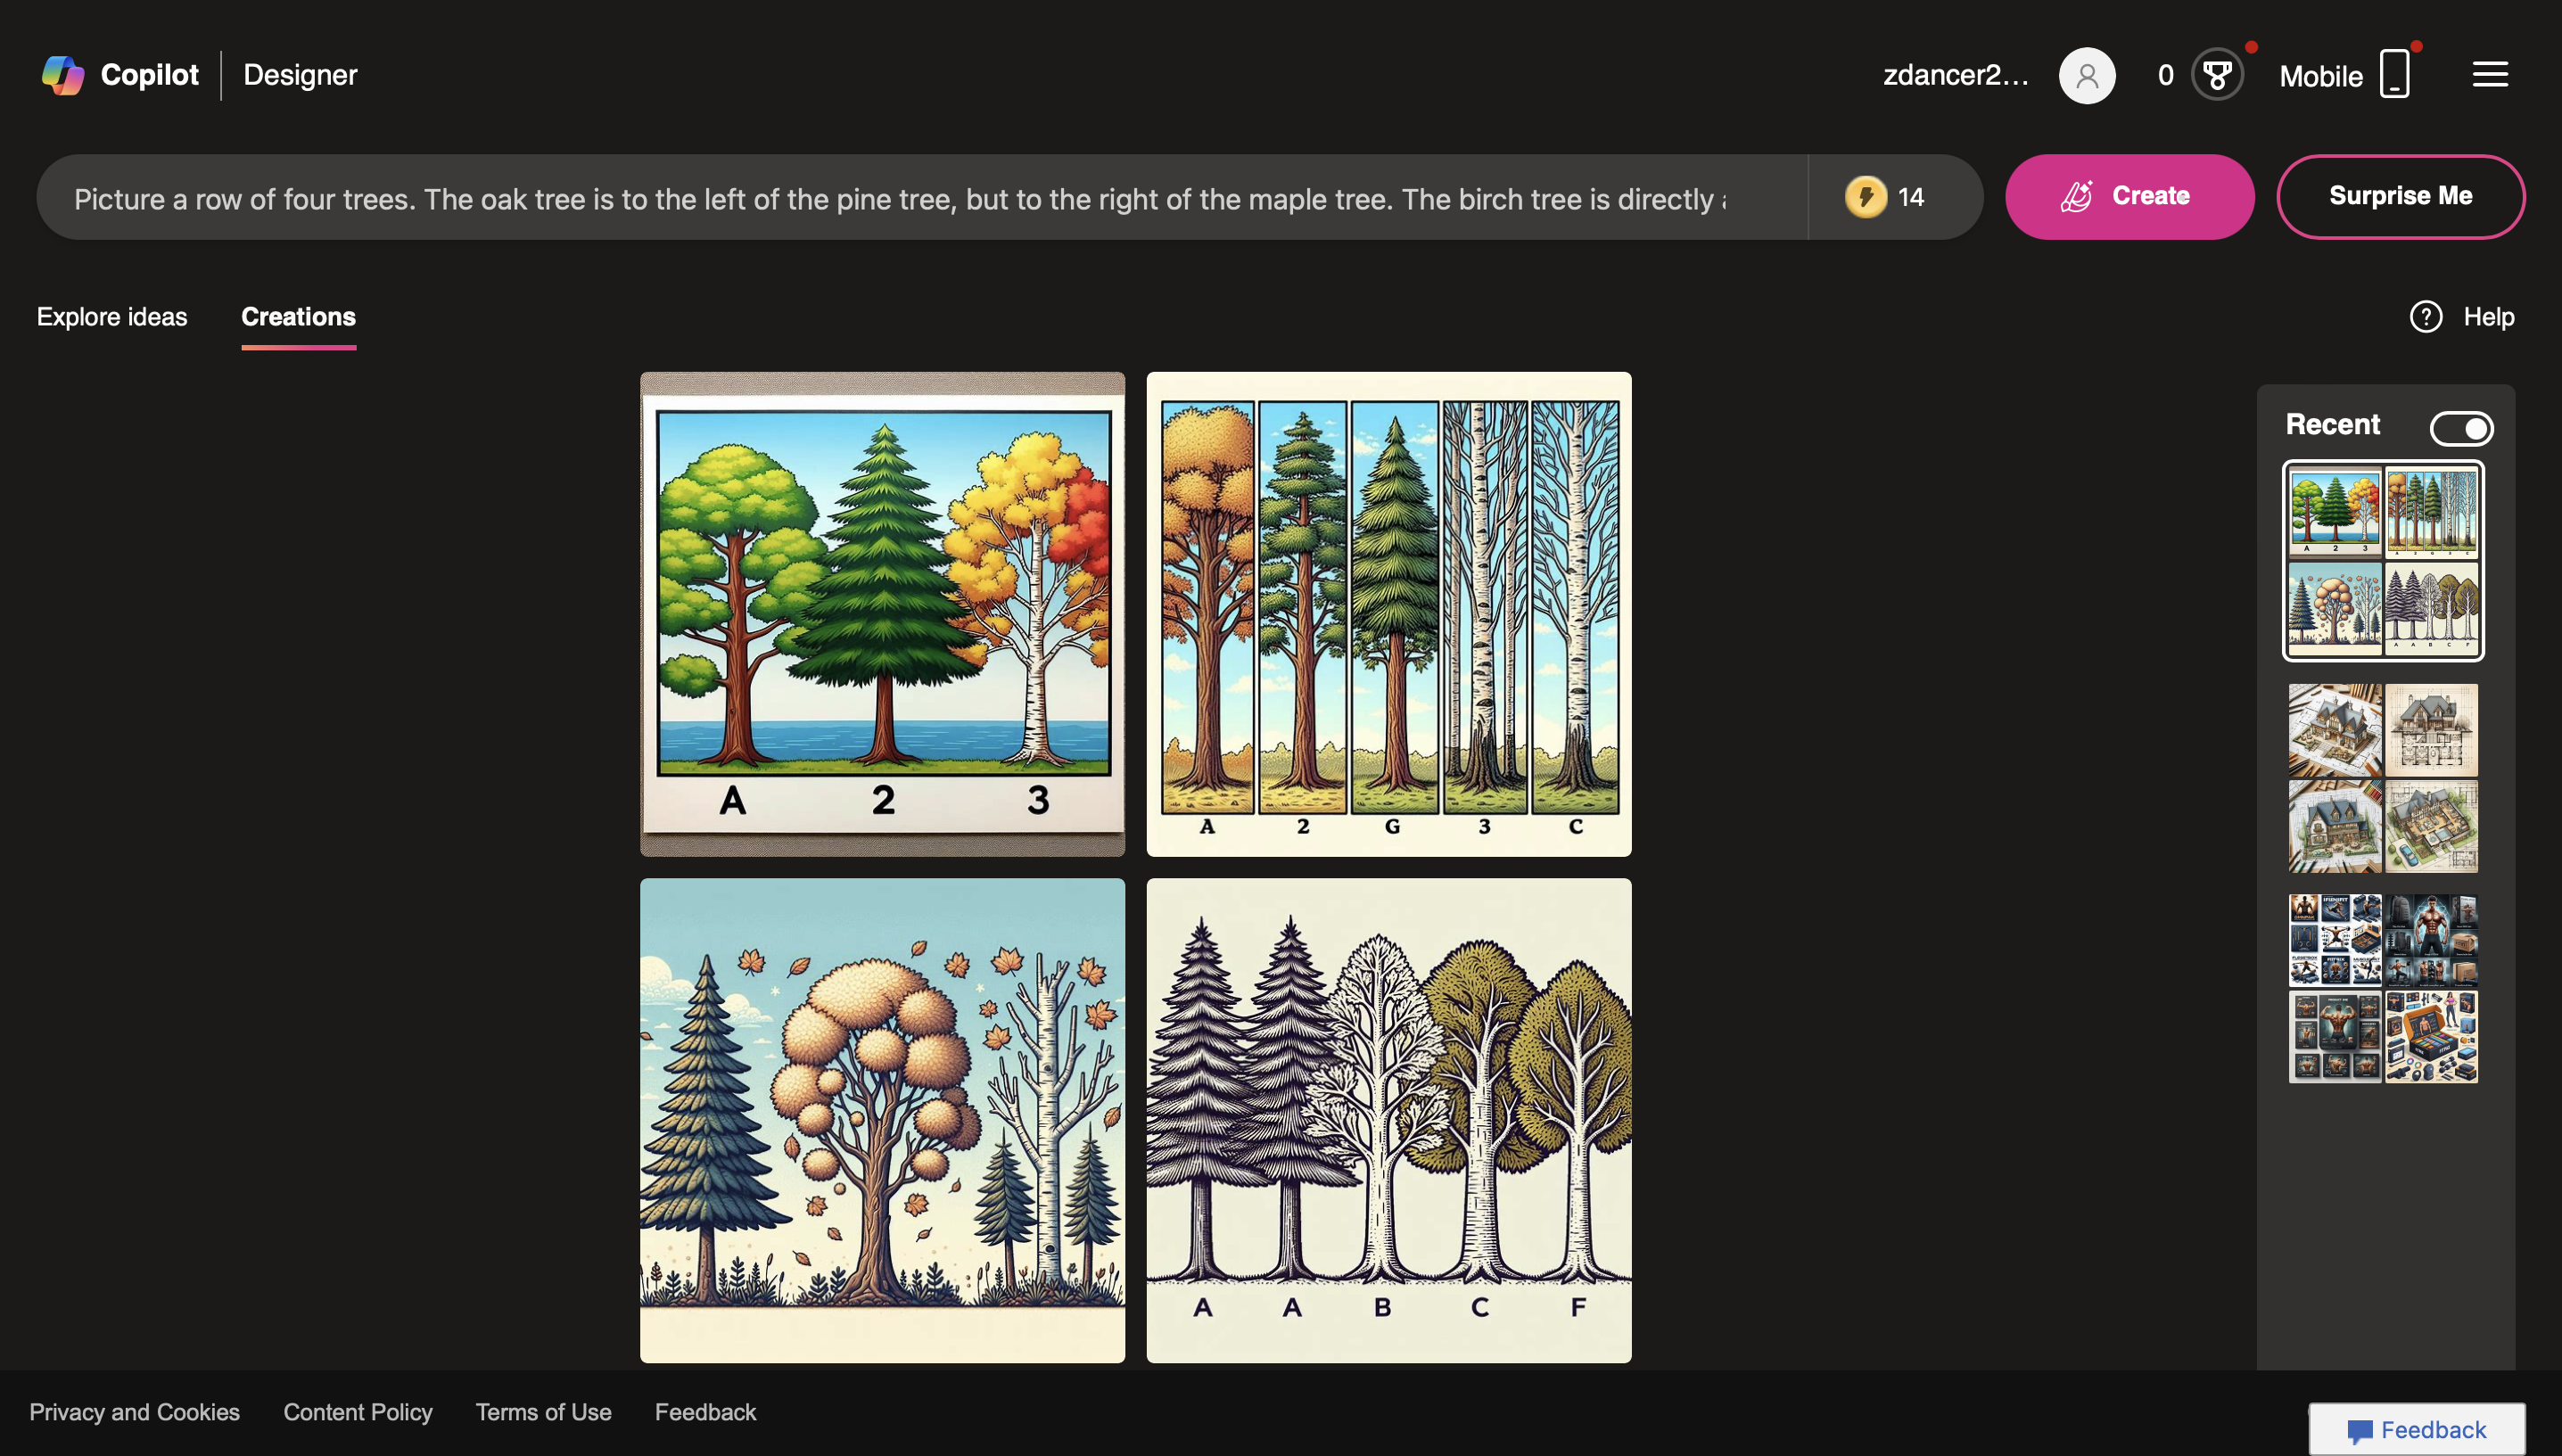 Copilot
Designer
zdancer2...
0
Mobile
Picture a row of four trees. The oak tree is to the left of the pine tree, but to the right of the maple tree. The birch tree is directly
14
Create
Surprise Me
Explore ideas
Creations
Help
A 2 3
A 2 G 3 C
A A B C F
Recent
Privacy and Cookies
Content Policy
Terms of Use
Feedback
Feedback